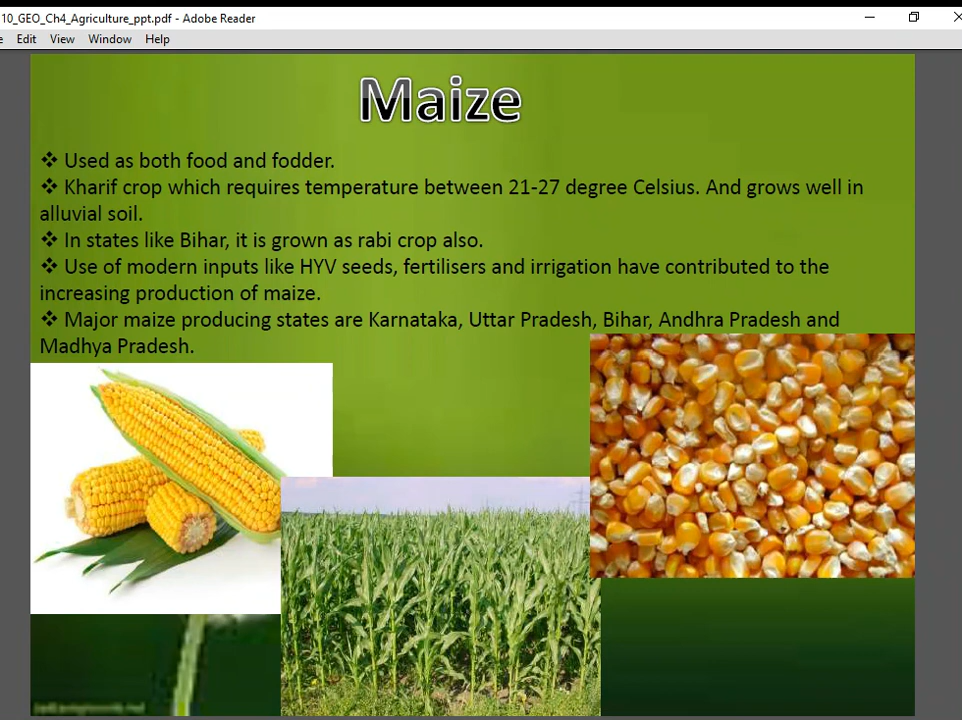 10_GEO_Ch4_Agriculture_ppt.pdf - Adobe Reader
Edit View Window Help
Maize
❖ Used as both food and fodder.
❖ Kharif crop which requires temperature between 21-27 degree Celsius. And grows well in
alluvial soil.
❖ In states like Bihar, it is grown as rabi crop also.
❖ Use of modern inputs like HYV seeds, fertilisers and irrigation have contributed to the
increasing production of maize.
❖ Major maize producing states are Karnataka, Uttar Pradesh, Bihar, Andhra Pradesh and
Madhya Pradesh.